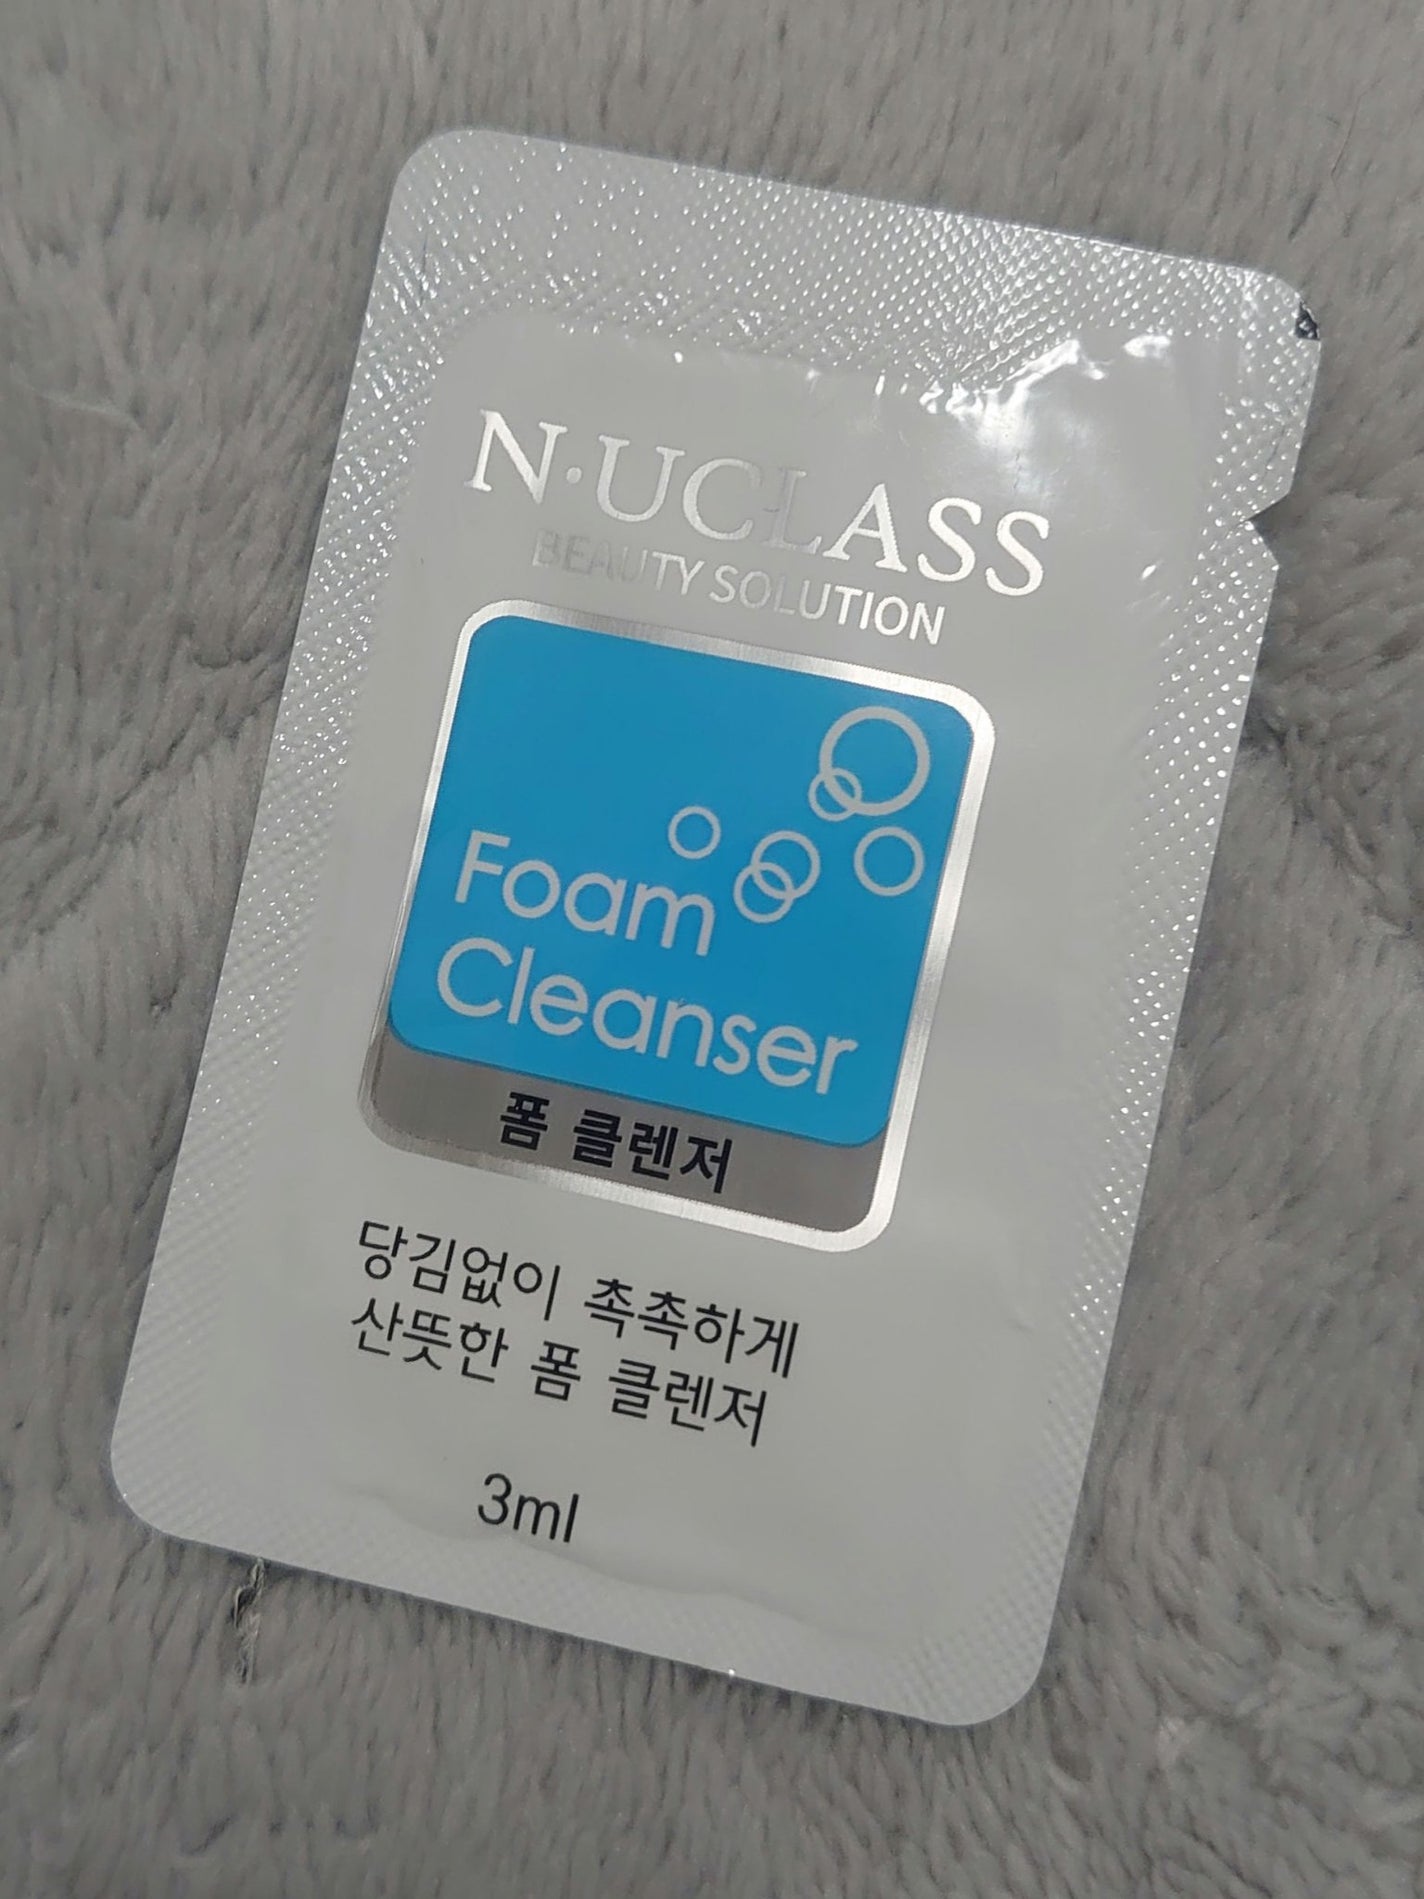 N·UCLASS
BEAUTY SOLUTION
Foam
Cleanser
폼 클렌저
당김없이 촉촉하게
산뜻한 폼 클렌저
3ml